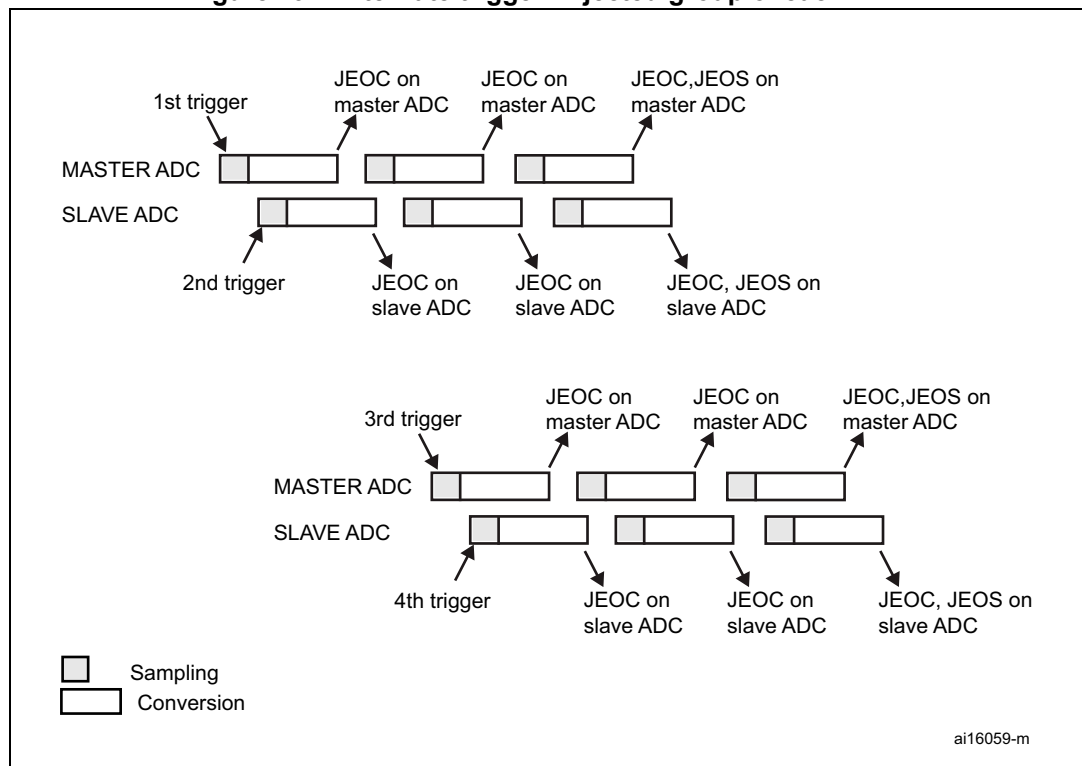 JEOC on
master ADC
JEOC on
master ADC
JEOC,JEOS on
master ADC
1st trigger
MASTER ADC
SLAVE ADC
2nd trigger
JEOC on
slave ADC
JEOC on
slave ADC
JEOC, JEOS on
slave ADC
JEOC on
master ADC
JEOC on
master ADC
JEOC,JEOS on
master ADC
3rd trigger
MASTER ADC
SLAVE ADC
4th trigger
JEOC on
slave ADC
JEOC on
slave ADC
JEOC, JEOS on
slave ADC
Sampling
Conversion
ai16059-m